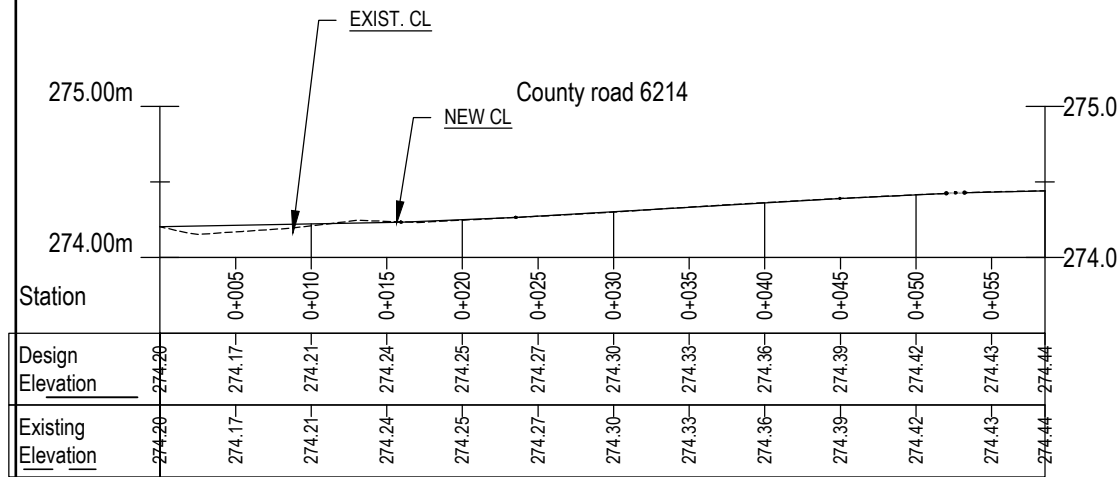 EXIST. CL
275.00m
County road 6214
275.0
NEW CL
274.00m
274.0
Station
0+005 0+010 0+015 0+020 0+025 0+030 0+035 0+040 0+045 0+050 0+055
Design
Elevation
274.20 274.17 274.21 274.24 274.25 274.27 274.30 274.33 274.36 274.39 274.42 274.43 274.44
Existing
Elevation
274.20 274.17 274.21 274.24 274.25 274.27 274.30 274.33 274.36 274.39 274.42 274.43 274.44